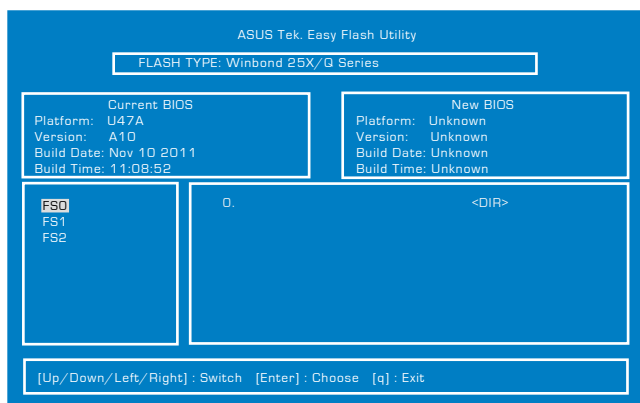 ASUS Tek. Easy Flash Utility
FLASH TYPE: Winbond 25X/Q Series
Current BIOS
Platform: U47A
Version: A10
Build Date: Nov 10 2011
Build Time: 11:08:52
New BIOS
Platform: Unknown
Version: Unknown
Build Date: Unknown
Build Time: Unknown
FS0
FS1
FS2
0. <DIR>
[Up/Down/Left/Right] : Switch [Enter] : Choose [q] : Exit